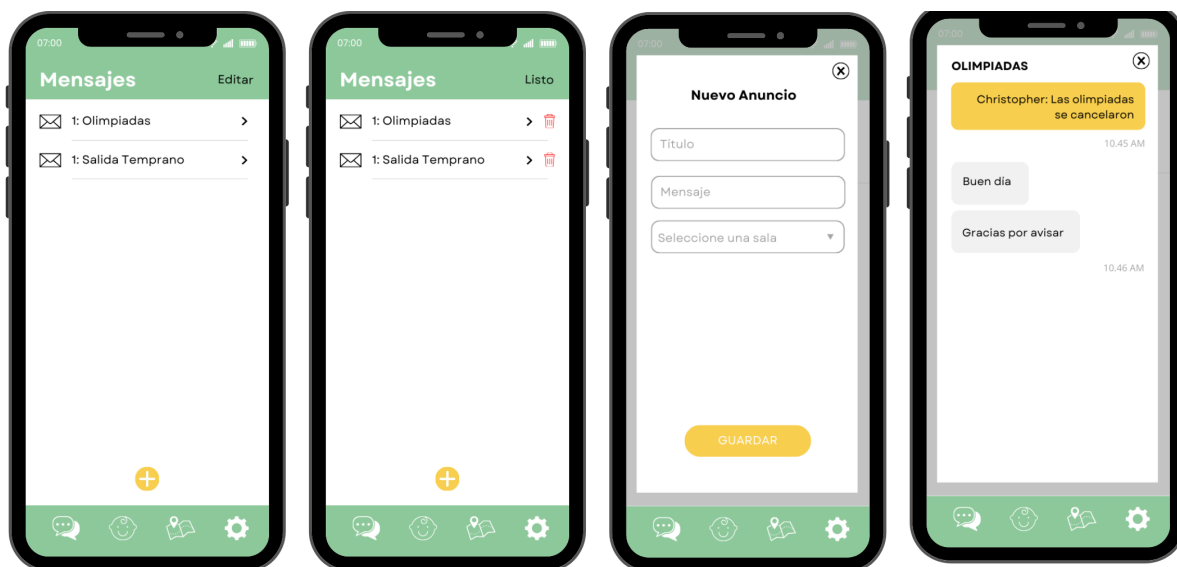 07:00
Mensajes
Editar
1: Olimpiadas
1: Salida Temprano
07:00
Mensajes
Listo
1: Olimpiadas
1: Salida Temprano
07:00
Nuevo Anuncio
Título
Mensaje
Seleccione una sala
GUARDAR
07:00
OLIMPIADAS
Christopher: Las olimpiadas
se cancelaron
10.45 AM
Buen día
Gracias por avisar
10.46 AM